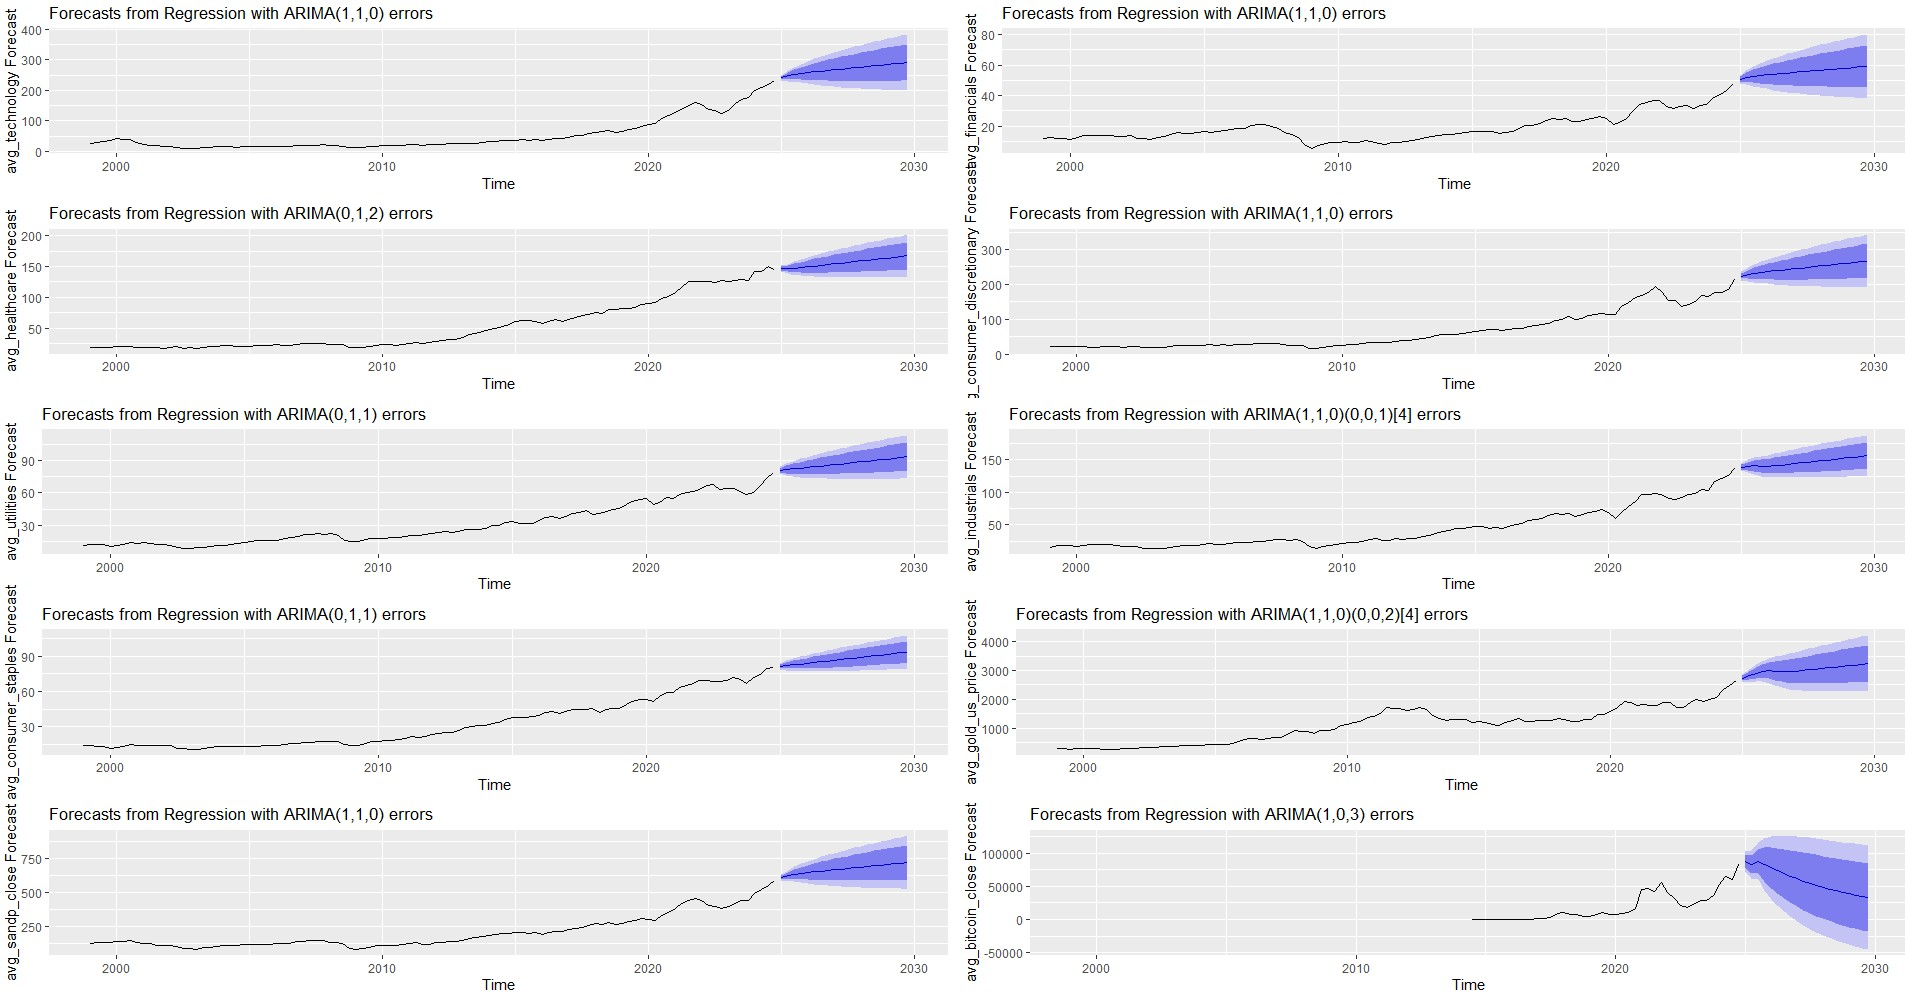 Forecasts from Regression with ARIMA(1,1,0) errors
avg_technology Forecast
400
300
200
100
0
2000 2010 2020 2030
Time
Forecasts from Regression with ARIMA(1,1,0) errors
avg_financials Forecast
80
60
40
20
2000 2010 2020 2030
Time
Forecasts from Regression with ARIMA(0,1,2) errors
avg_healthcare Forecast
200
150
100
50
2000 2010 2020 2030
Time
Forecasts from Regression with ARIMA(1,1,0) errors
_consumer_discretionary Forecast
300
200
100
0
2000 2010 2020 2030
Time
Forecasts from Regression with ARIMA(0,1,1) errors
avg_utilities Forecast
90
60
30
2000 2010 2020 2030
Time
Forecasts from Regression with ARIMA(1,1,0)(0,0,1)[4] errors
avg_industrials Forecast
150
100
50
2000 2010 2020 2030
Time
Forecasts from Regression with ARIMA(0,1,1) errors
avg_consumer_staples Forecast
90
60
30
2000 2010 2020 2030
Time
Forecasts from Regression with ARIMA(1,1,0)(0,0,2)[4] errors
avg_gold_us_price Forecast
4000
3000
2000
1000
2000 2010 2020 2030
Time
Forecasts from Regression with ARIMA(1,1,0) errors
avg_sandp_close Forecast
750
500
250
2000 2010 2020 2030
Time
Forecasts from Regression with ARIMA(1,0,3) errors
avg_bitcoin_close Forecast
100000
50000
0
-50000
2000 2010 2020 2030
Time